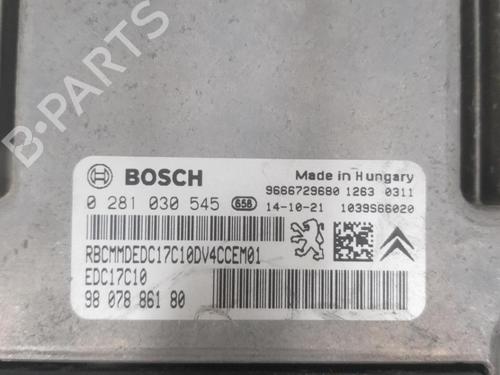 B-PARTS
BOSCH
Made in Hungary
9666729680 1263 0311
0 281 030 545 658
14-10-21 1039S66020
RBCMMDEDC17C10DV4CCEM01
EDC17C10
98 078 861 80